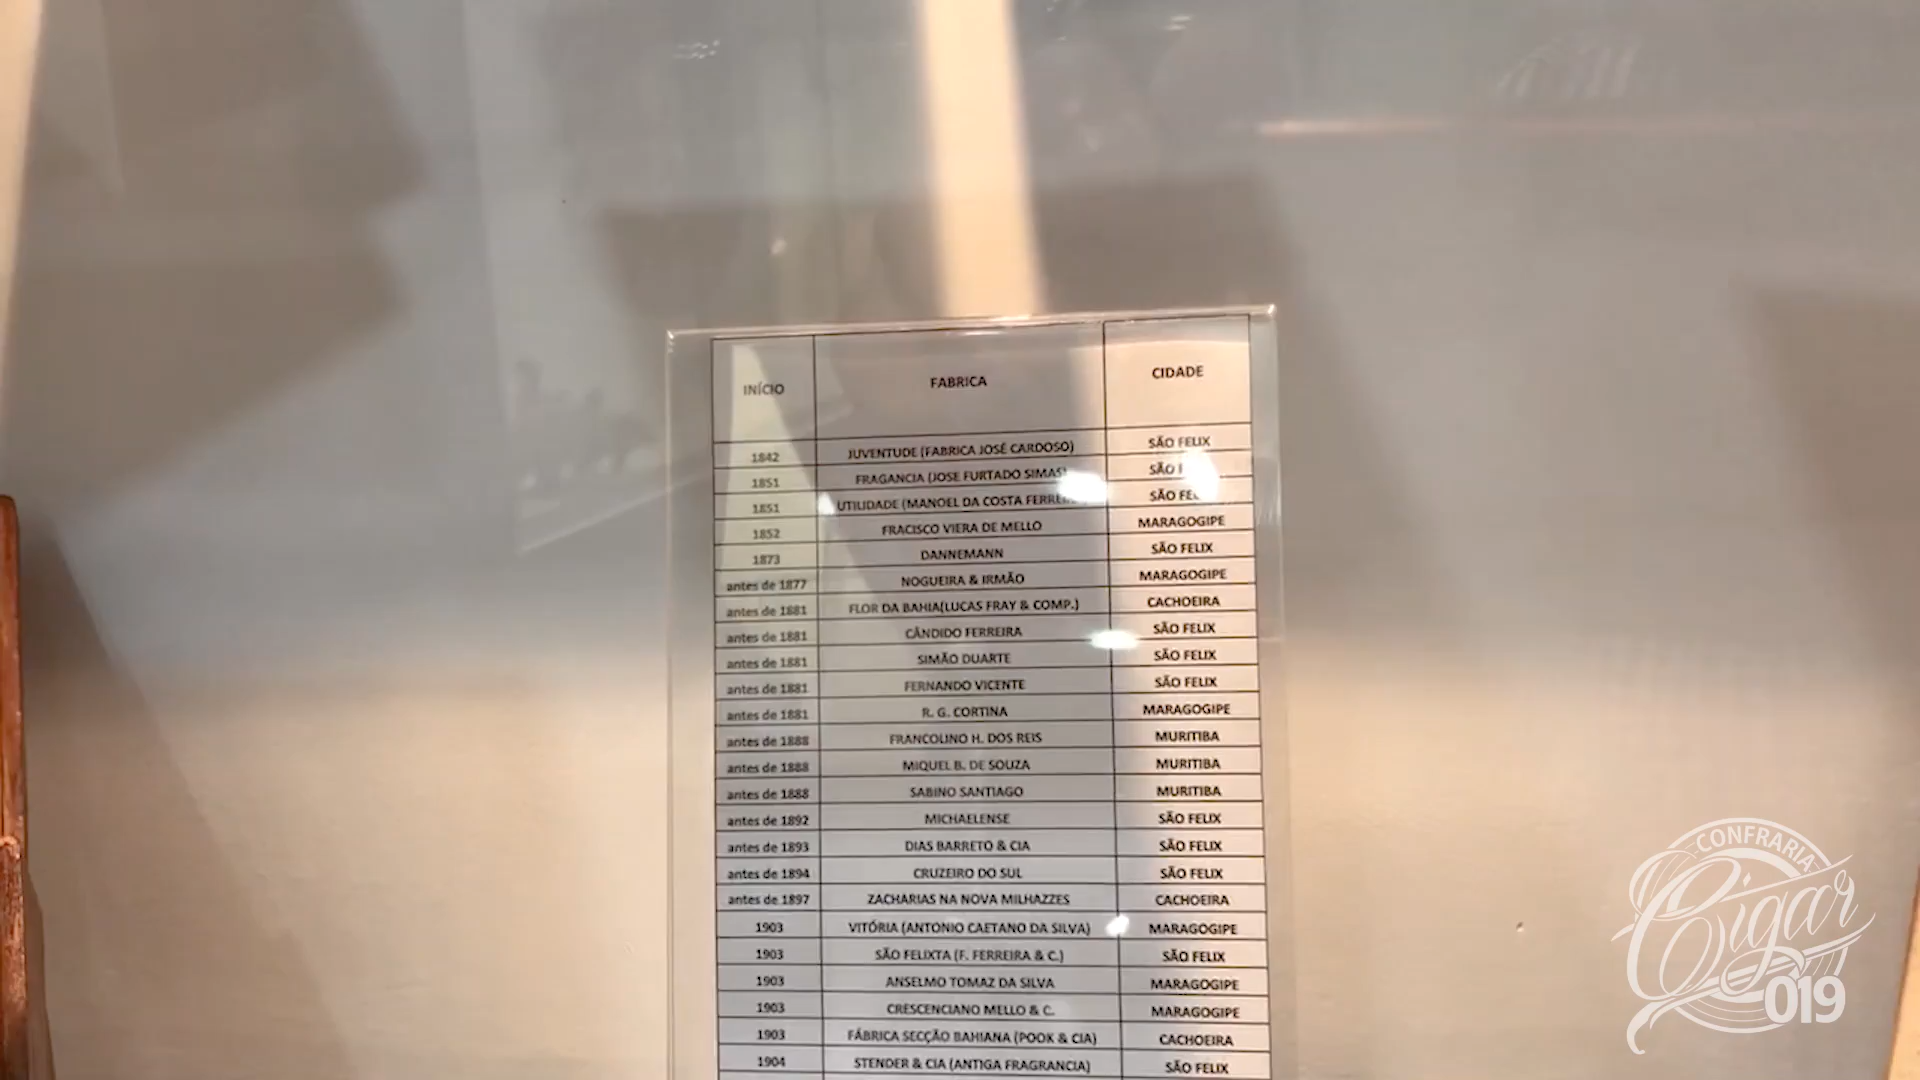 INÍCIO FABRICA CIDADE
1842 JUVENTUDE (FABRICA JOSÉ CARDOSO) SÃO FELIX
1851 FRAGANCIA (JOSE FURTADO SIMAS) SÃO
1851 UTILIDADE (MANOEL DA COSTA SÃO
1852 FRACISCO VIERA DE MELLO MARAGOGIPE
1873 DANNEMANN SÃO FELIX
antes de 1877 NOGUEIRA & IRMÃO MARAGOGIPE
antes de 1881 FLOR DA BAHIA(LUCAS FRAY & COMP.) CACHOEIRA
antes de 1881 CÂNDIDO FERREIRA SÃO FELIX
antes de 1881 SIMÃO DUARTE SÃO FELIX
antes de 1881 FERNANDO VICENTE SÃO FELIX
antes de 1881 R. G. CORTINA MARAGOGIPE
antes de 1888 FRANCOLINO H. DOS REIS MURITIBA
antes de 1888 MIQUEL B. DE SOUZA MURITIBA
antes de 1888 SABINO SANTIAGO MURITIBA
antes de 1892 MICHAELENSE SÃO FELIX
antes de 1893 DIAS BARRETO & CIA SÃO FELIX
antes de 1894 CRUZEIRO DO SUL SÃO FELIX
antes de 1897 ZACHARIAS NA NOVA MILHAZZES CACHOEIRA
1903 VITÓRIA (ANTONIO CAETANO DA SILVA) MARAGOGIPE
1903 SÃO FELIXTA (F. FERREIRA & C.) SÃO FELIX
1903 ANSELMO TOMAZ DA SILVA MARAGOGIPE
1903 CRESCENCIANO MELLO & C. MARAGOGIPE
1903 FÁBRICA SECÇÃO BAHIANA (POOK & CIA) CACHOEIRA
1904 STENDER & CIA (ANTIGA FRAGRANCIA) SÃO FELIX
CONFRARIA
Cigar
019